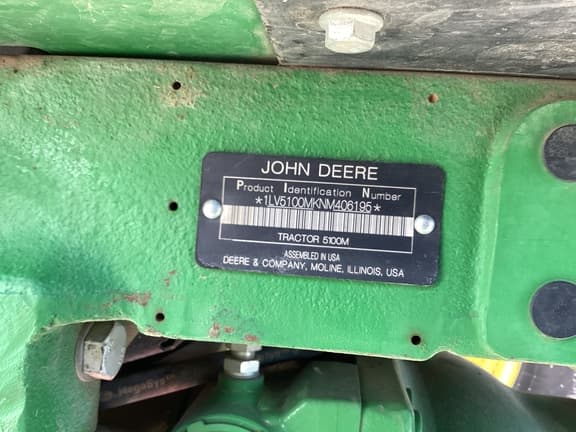 JOHN DEERE
Product Identification Number
*1LV5100MKNM406195*
TRACTOR 5100M
ASSEMBLED IN USA
DEERE & COMPANY, MOLINE, ILLINOIS, USA